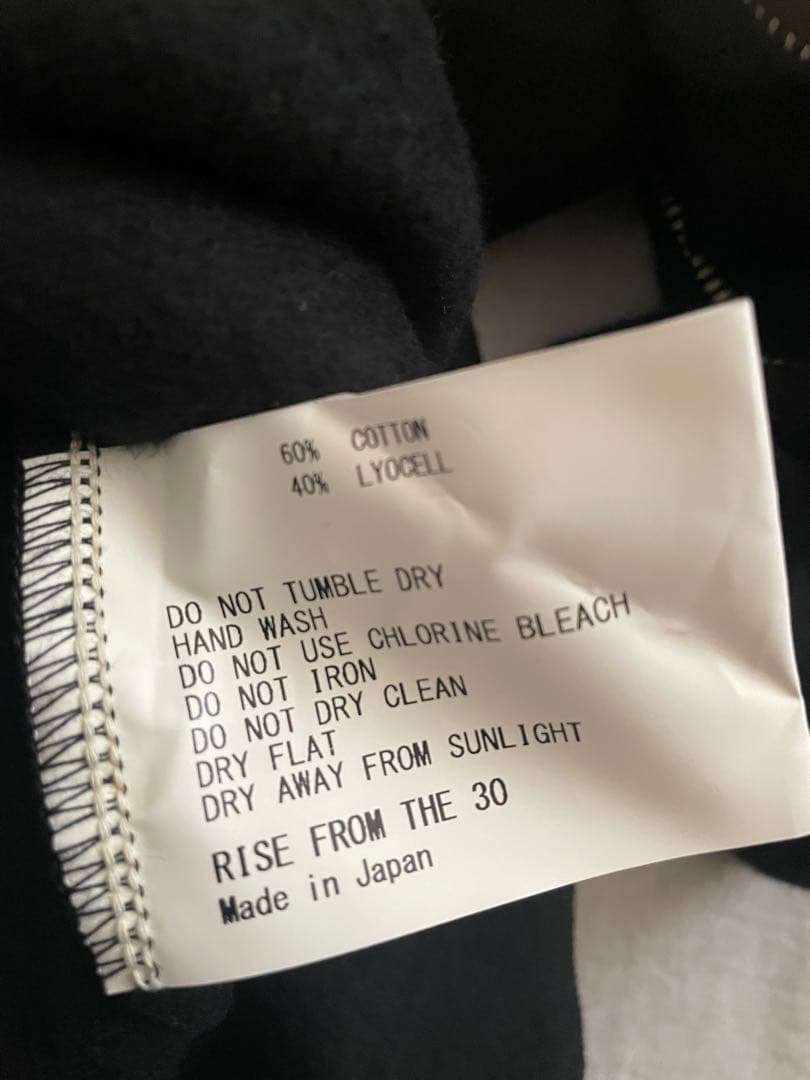 60% COTTON
40% LYOCELL
DO NOT TUMBLE DRY
HAND WASH
DO NOT USE CHLORINE BLEACH
DO NOT IRON
DO NOT DRY CLEAN
DRY FLAT
DRY AWAY FROM SUNLIGHT
RISE FROM THE 30
Made in Japan